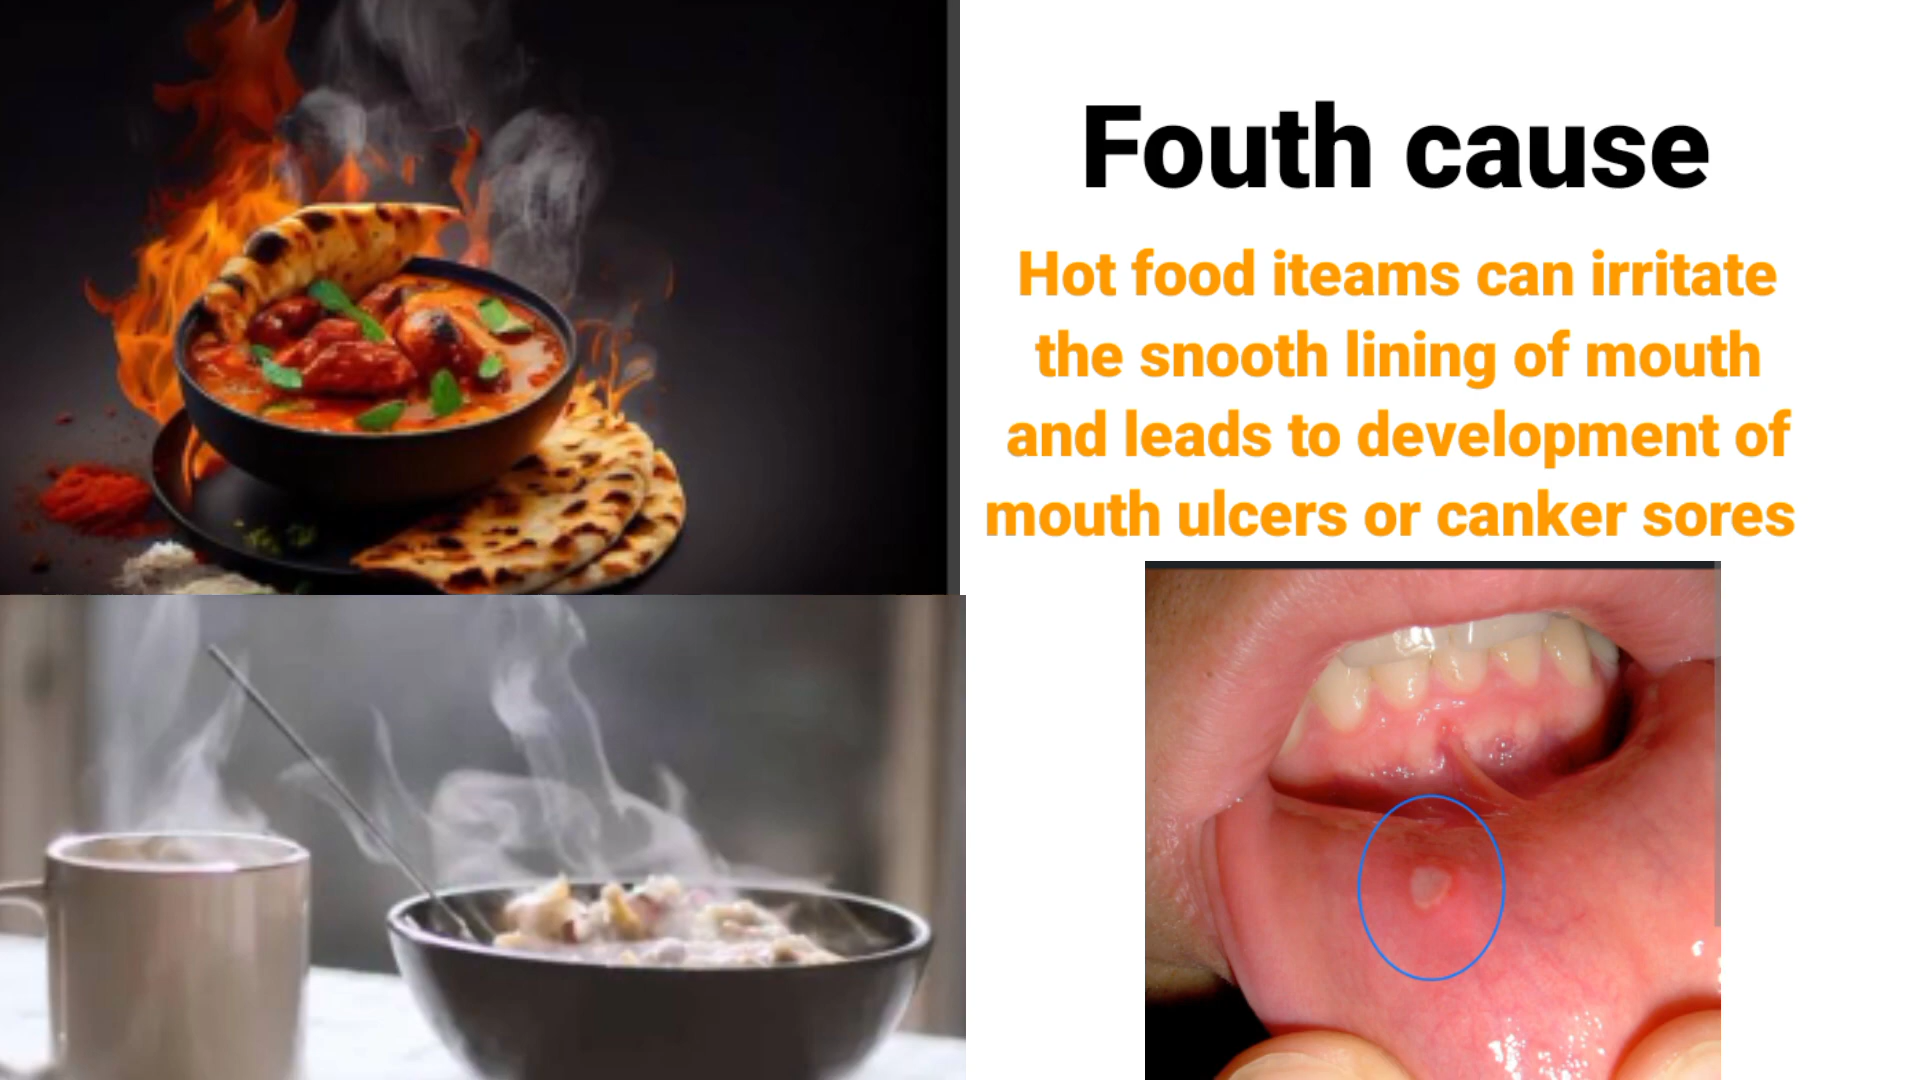 Fouth cause
Hot food iteams can irritate
the snooth lining of mouth
and leads to development of
mouth ulcers or canker sores